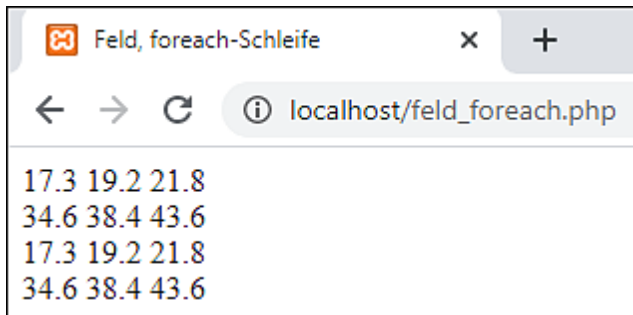 Feld, foreach-Schleife
localhost/feld_foreach.php
17.3 19.2 21.8
34.6 38.4 43.6
17.3 19.2 21.8
34.6 38.4 43.6